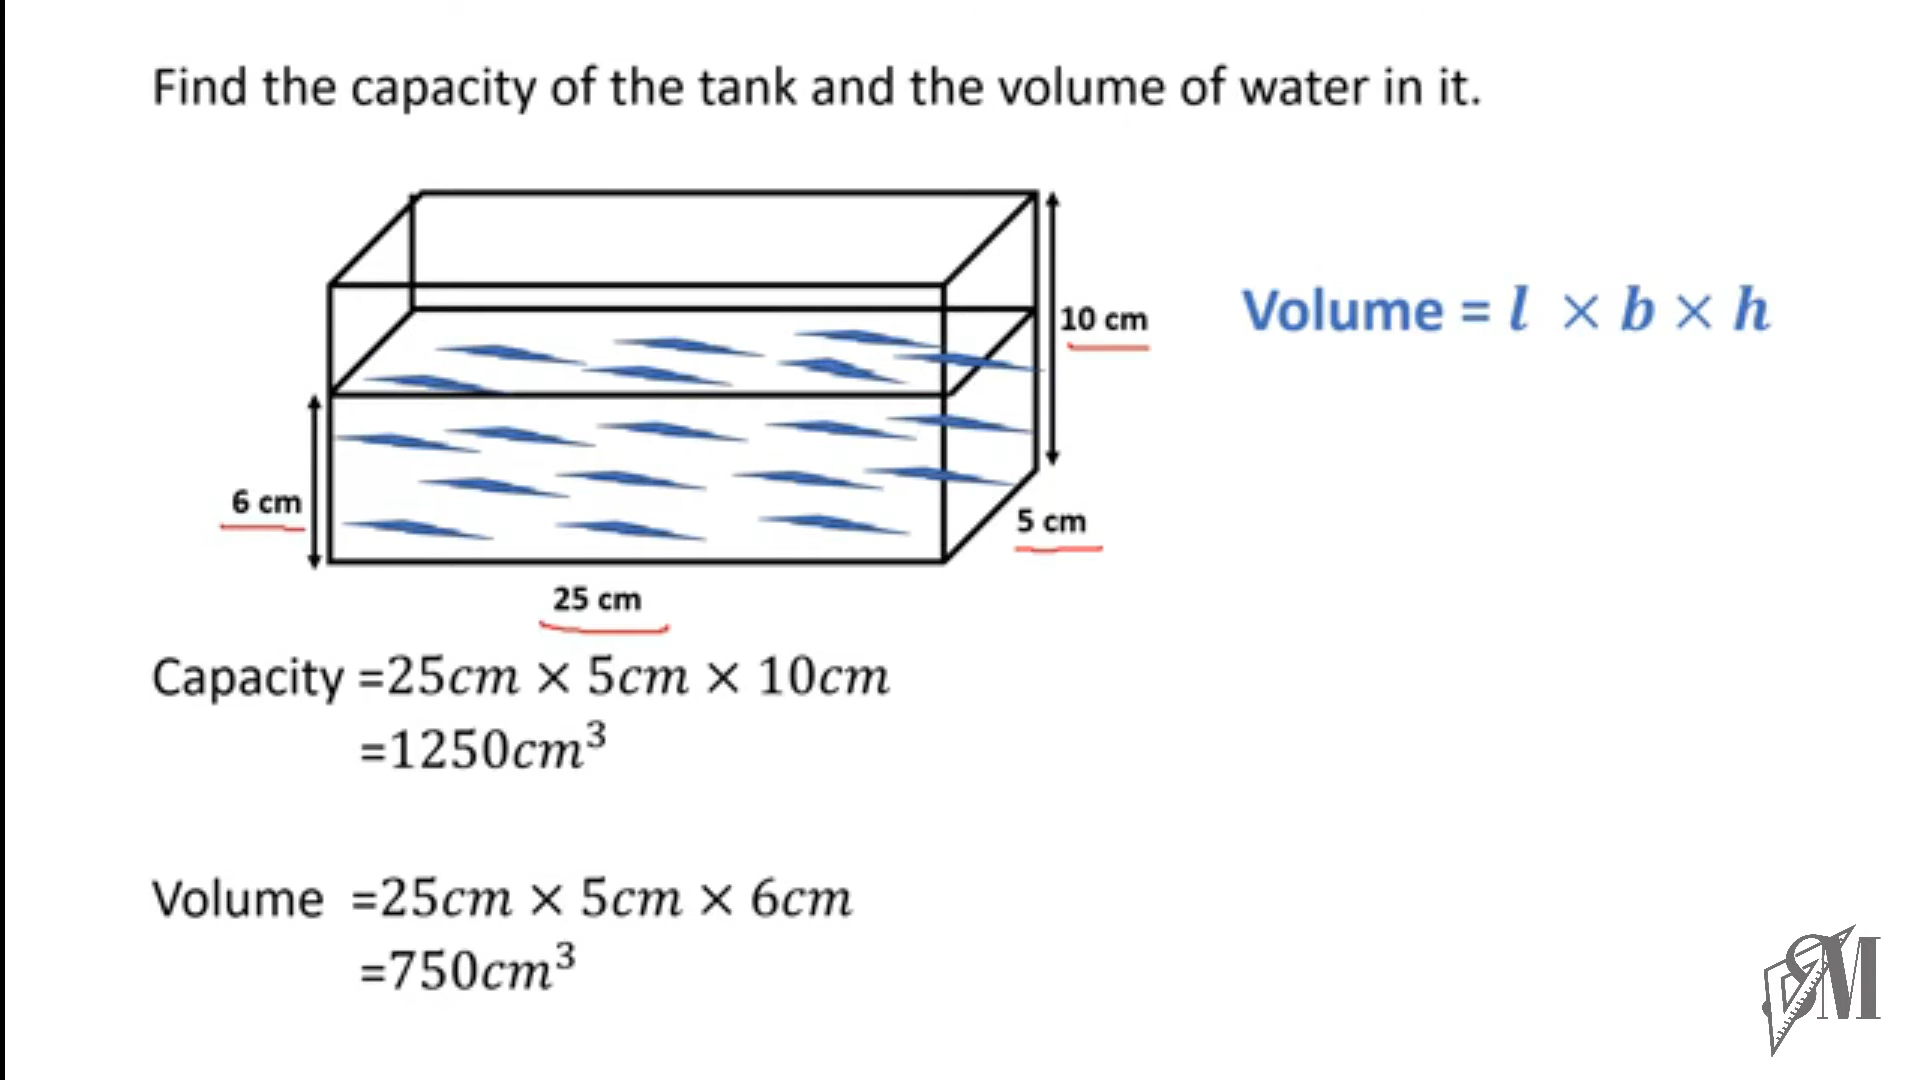 Find the capacity of the tank and the volume of water in it.
10 cm
Volume = l × b × h
6 cm
5 cm
25 cm
Capacity =25cm × 5cm × 10cm
=1250cm³
Volume =25cm × 5cm × 6cm
=750cm³
SM